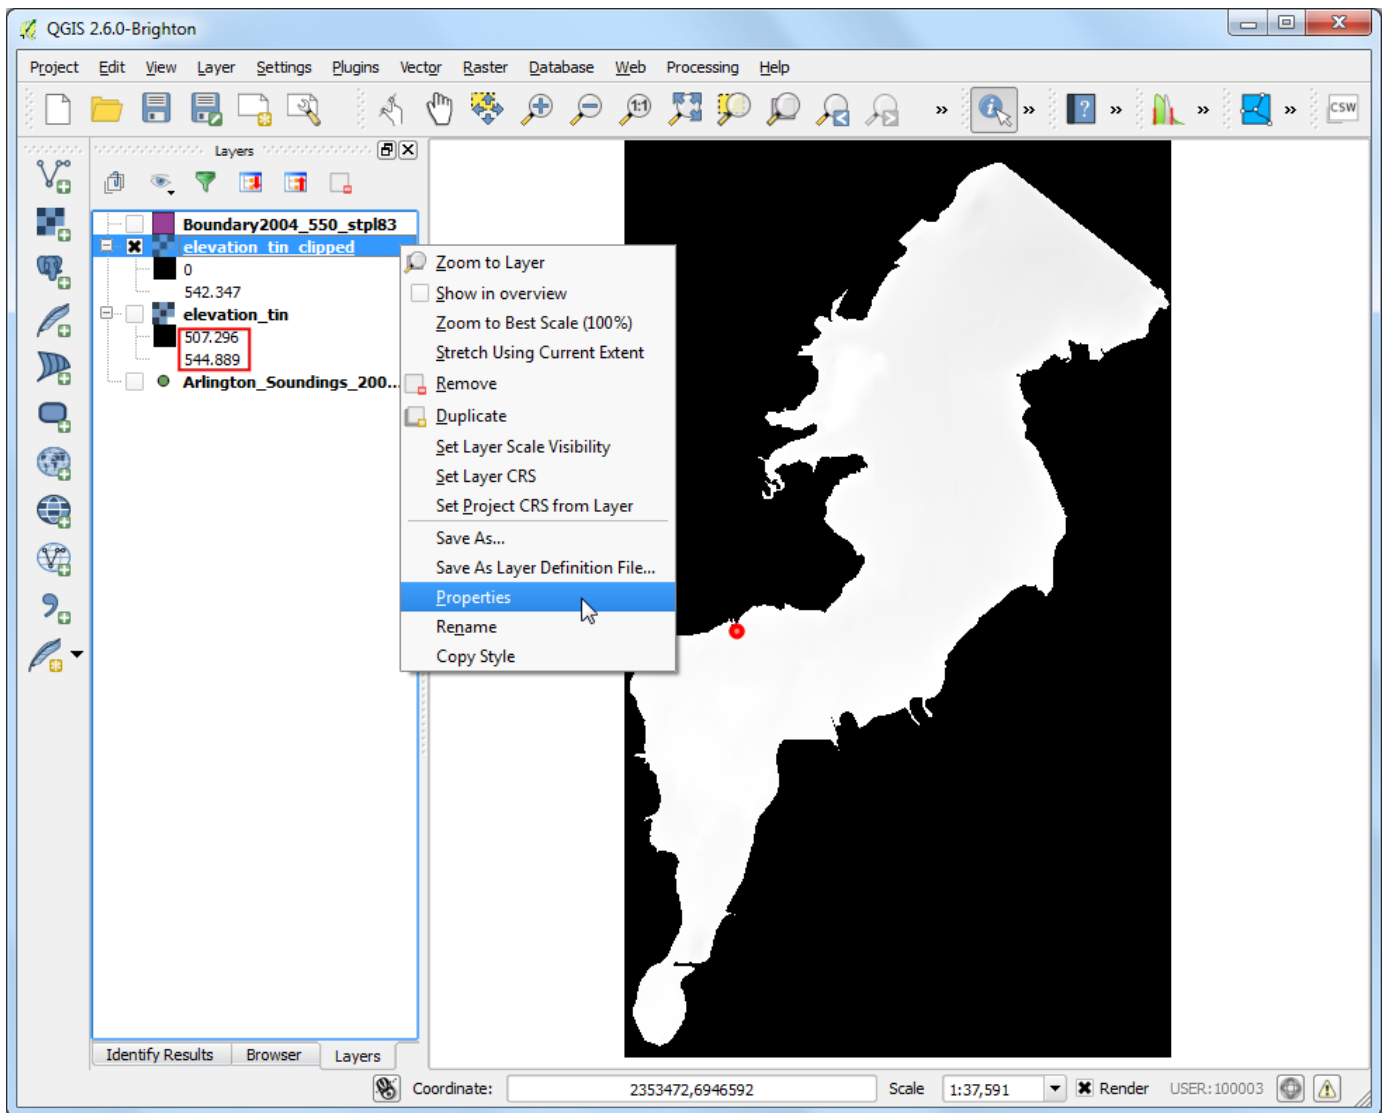 QGIS 2.6.0-Brighton
Project Edit View Layer Settings Plugins Vector Raster Database Web Processing Help
1:1 » » ? » » » CSW
Layers
Boundary2004_550_stpl83
elevation_tin_clipped
0
542.347
elevation_tin
507.296
544.889
Arlington_Soundings_200...
Zoom to Layer
Show in overview
Zoom to Best Scale (100%)
Stretch Using Current Extent
Remove
Duplicate
Set Layer Scale Visibility
Set Layer CRS
Set Project CRS from Layer
Save As...
Save As Layer Definition File...
Properties
Rename
Copy Style
Identify Results Browser Layers
Coordinate: 2353472,6946592 Scale 1:37,591 Render USER:100003